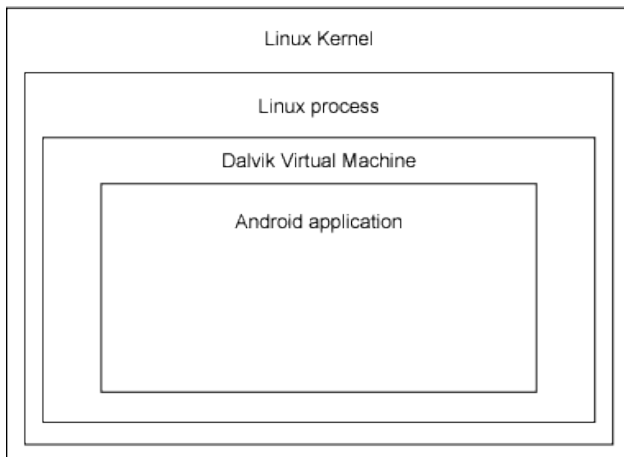 Linux Kernel
Linux process
Dalvik Virtual Machine
Android application